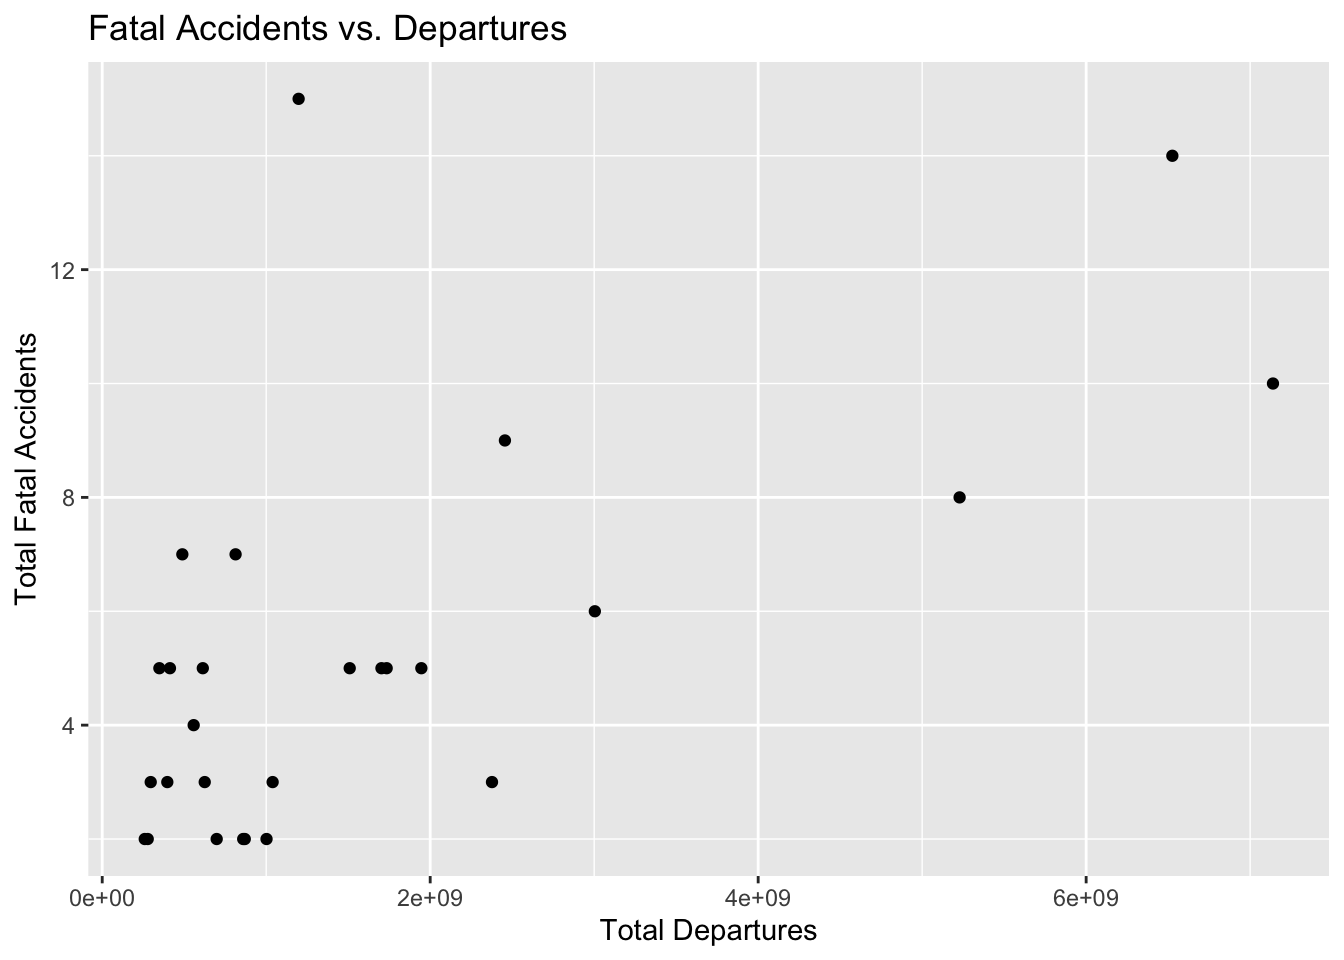 Fatal Accidents vs. Departures
Total Fatal Accidents
12
8
4
0e+00 2e+09 4e+09 6e+09
Total Departures